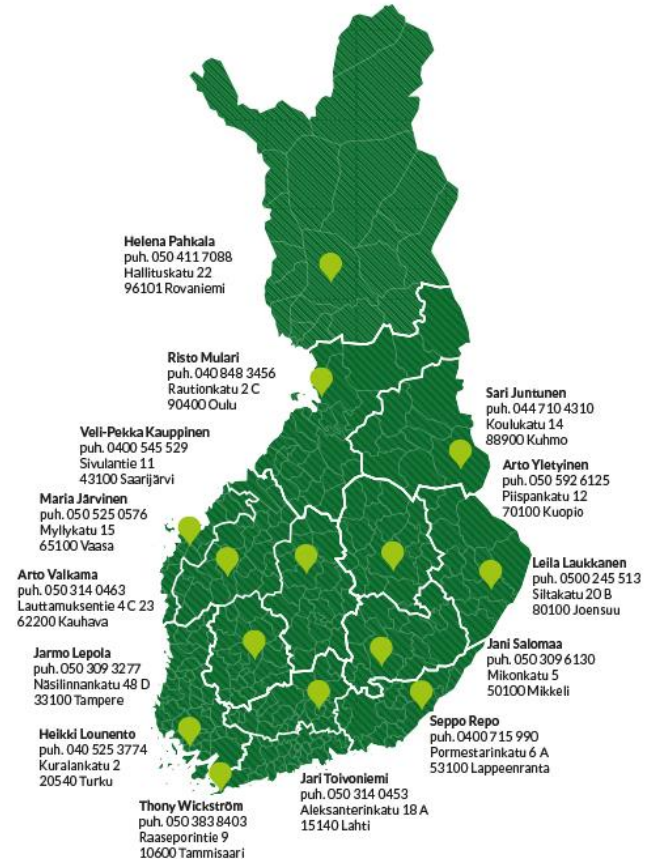 Helena Pahkala
puh. 050 411 7088
Hallituskatu 22
96101 Rovaniemi
Risto Mulari
puh. 040 848 3456
Rautionkatu 2 C
90400 Oulu
Sari Juntunen
puh. 044 710 4310
Koulukatu 14
88900 Kuhmo
Veli-Pekka Kauppinen
puh. 0400 545 529
Sivulantie 11
43100 Saarijärvi
Arto Yletyinen
puh. 050 592 6125
Piispankatu 12
70100 Kuopio
Maria Järvinen
puh. 050 525 0576
Myllykatu 15
65100 Vaasa
Leila Laukkanen
puh. 0500 245 513
Siltakatu 20 B
80100 Joensuu
Arto Valkama
puh. 050 314 0463
Lauttamuksentie 4 C 23
62200 Kauhava
Jani Salomaa
puh. 050 309 6130
Mikonkatu 5
50100 Mikkeli
Jarmo Lepola
puh. 050 309 3277
Näsilinnankatu 48 D
33100 Tampere
Seppo Repo
puh. 0400 715 990
Pormestarinkatu 6 A
53100 Lappeenranta
Heikki Lounento
puh. 040 525 3774
Kuralankatu 2
20540 Turku
Jari Toivoniemi
puh. 050 314 0453
Aleksanterinkatu 18 A
15140 Lahti
Thony Wickström
puh. 050 383 8403
Raaseporintie 9
10600 Tammisaari